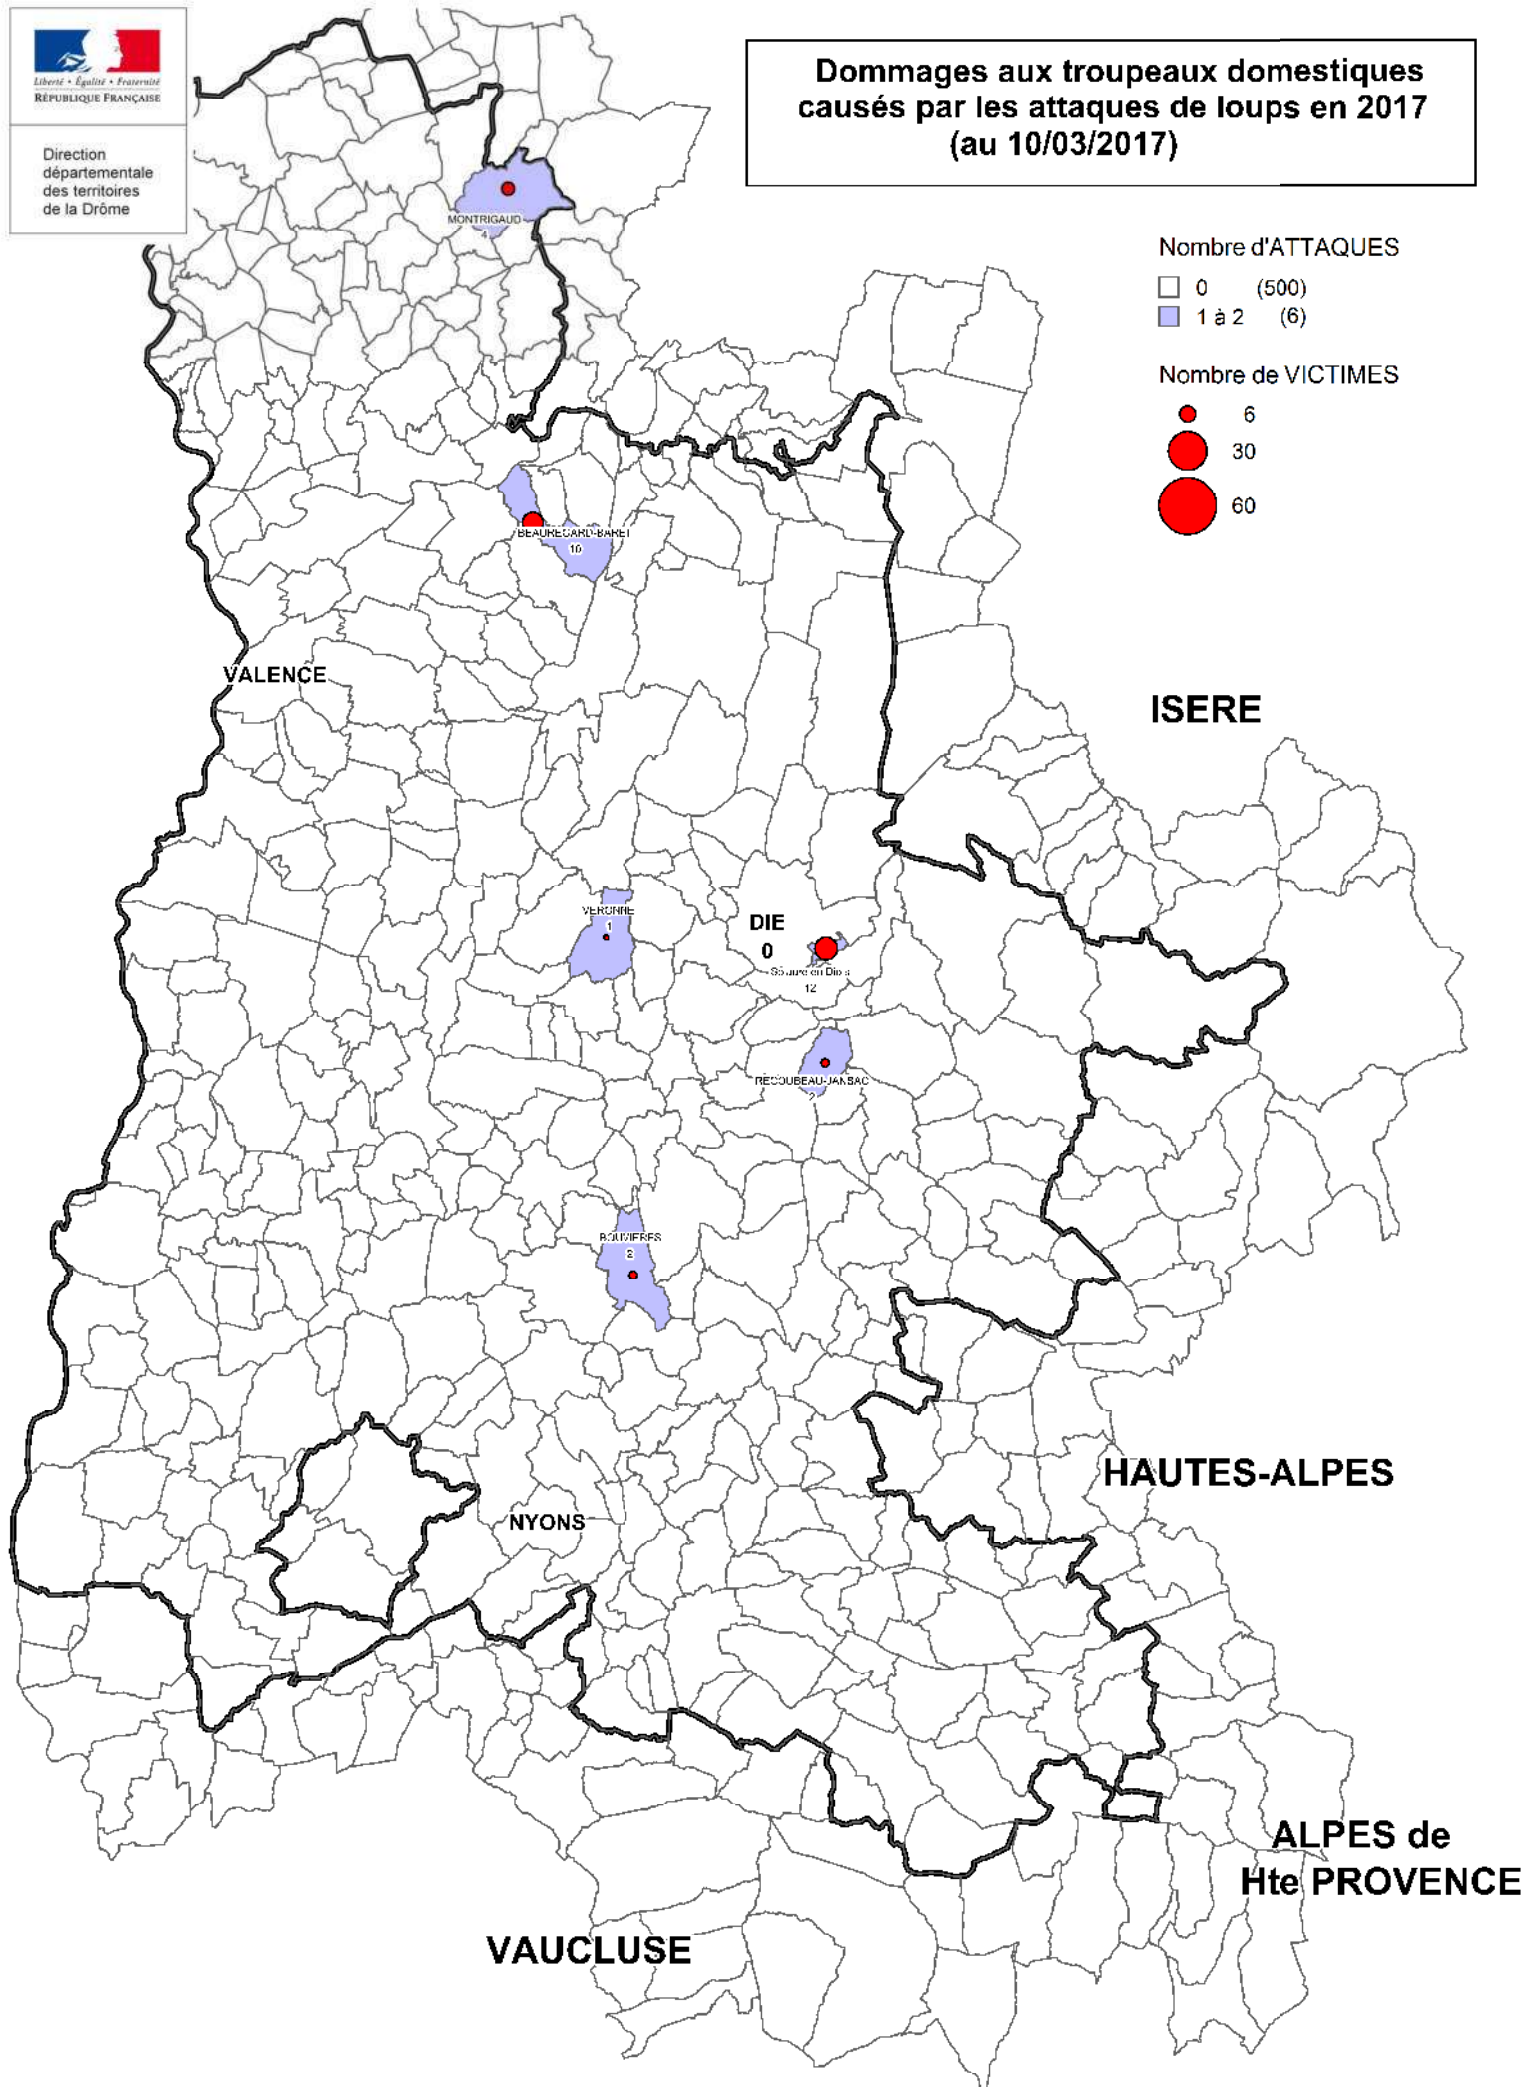 Liberté • Égalité • Fraternité
RÉPUBLIQUE FRANÇAISE
Direction
départementale
des territoires
de la Drôme
Dommages aux troupeaux domestiques
causés par les attaques de loups en 2017
(au 10/03/2017)
Nombre d'ATTAQUES
0 (500)
1 à 2 (6)
Nombre de VICTIMES
6
30
60
MONTRIGAUD
4
BEAUREGARD-BARET
VALENCE
ISERE
VERONNE
1
DIE
0
12
RECOUBEAU-JANSAC
2
BOUVIERES
2
HAUTES-ALPES
NYONS
ALPES de
Hte PROVENCE
VAUCLUSE